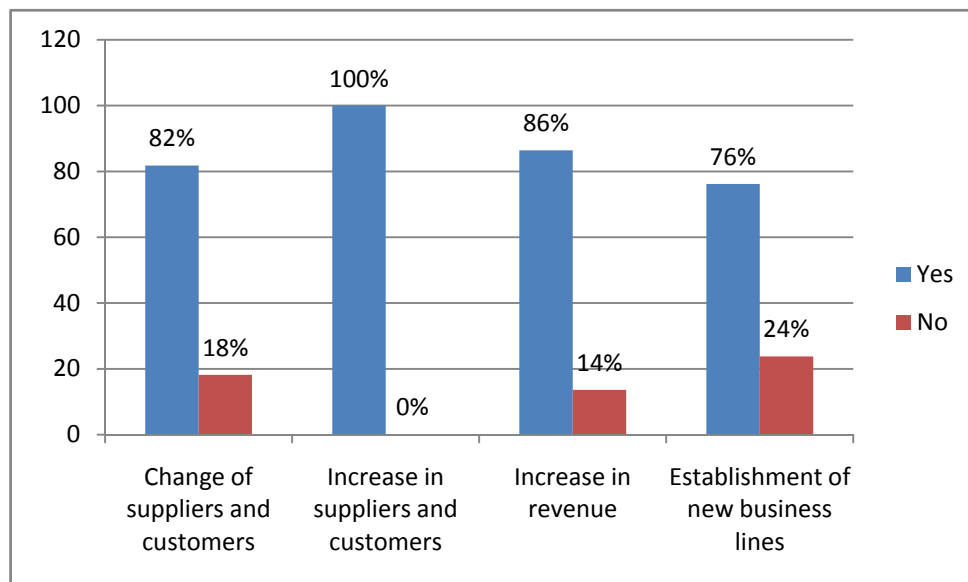 120
100
80
60
40
20
0
82%
18%
100%
0%
86%
14%
76%
24%
Change of
suppliers and
customers
Increase in
suppliers and
customers
Increase in
revenue
Establishment of
new business
lines
Yes
No